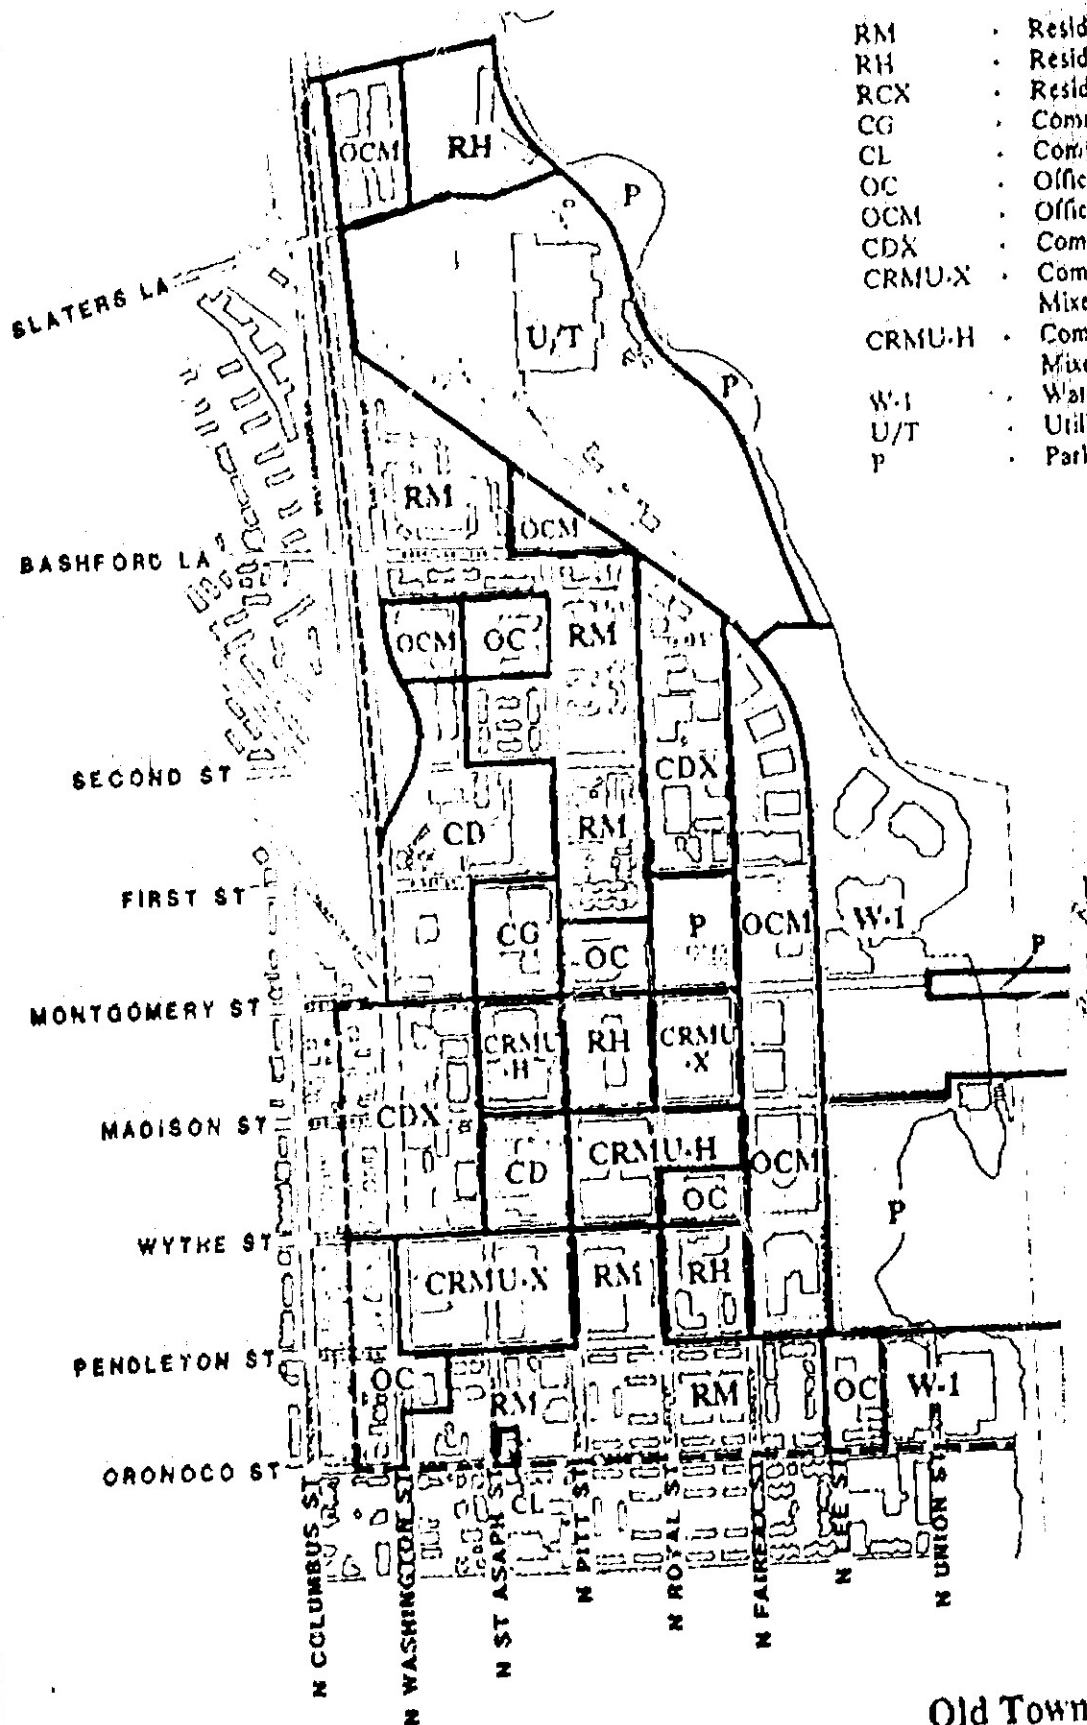 RM
RH
RCX
CG
CL
OC
OCM
CDX
CRMU-X
CRMU-H
W-1
U/T
P
OCM
RH
P
SLATERS LA
U/T
P
RM
OCM
BASHFORD LA
OCM
OC
RM
SECOND ST
CDX
CD
RM
FIRST ST
CG
OC
P
OCM
W-1
P
MONTGOMERY ST
CRMU
-H
RH
CRMU
-X
MADISON ST
CDX
CD
CRMU-H
OCM
OC
P
WYTHE ST
CRMU-X
RM
RH
PENDLETON ST
OC
RM
RM
OC
W-1
ORONOCO ST
CL
N COLUMBUS ST
N WASHINGTON ST
N ST ASAPH ST
N PITT ST
N ROYAL ST
N FAIRFAX ST
N LEE ST
N UNION ST
Old Town